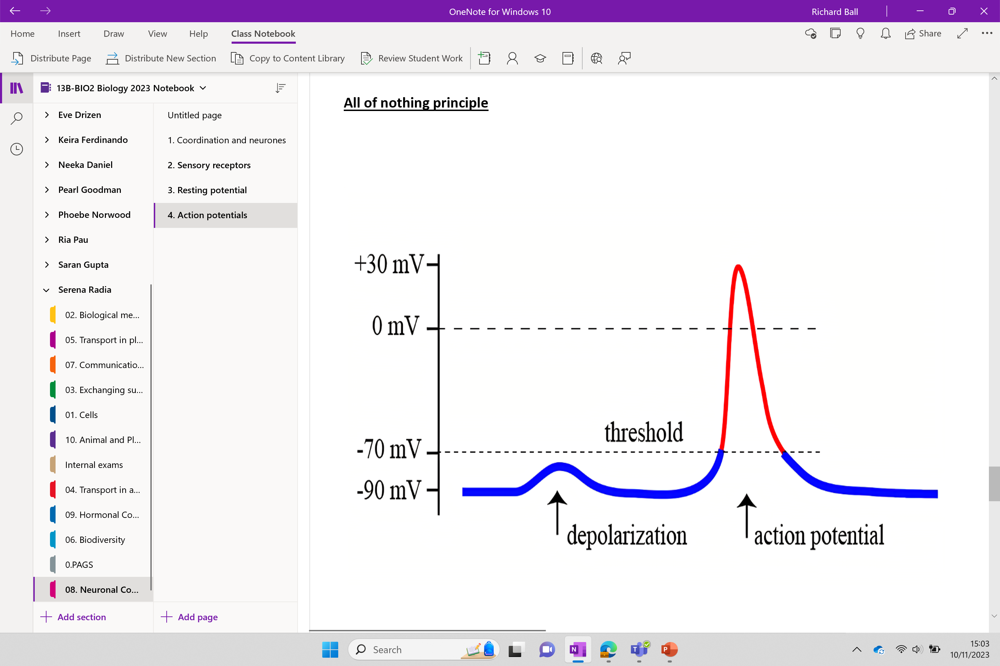 OneNote for Windows 10
Richard Ball
Home
Insert
Draw
View
Help
Class Notebook
Share
Distribute Page
Distribute New Section
Copy to Content Library
Review Student Work
13B-BIO2 Biology 2023 Notebook
Eve Drizen
Keira Ferdinando
Neeka Daniel
Pearl Goodman
Phoebe Norwood
Ria Pau
Saran Gupta
Serena Radia
02. Biological me...
05. Transport in pl...
07. Communicatio...
03. Exchanging su...
01. Cells
10. Animal and Pl...
Internal exams
04. Transport in a...
09. Hormonal Co...
06. Biodiversity
0.PAGS
08. Neuronal Co...
Add section
Untitled page
1. Coordination and neurones
2. Sensory receptors
3. Resting potential
4. Action potentials
Add page
All of nothing principle
+30 mV
0 mV
threshold
-70 mV
-90 mV
depolarization
action potential
Search
N
T
P
15:03
10/11/2023